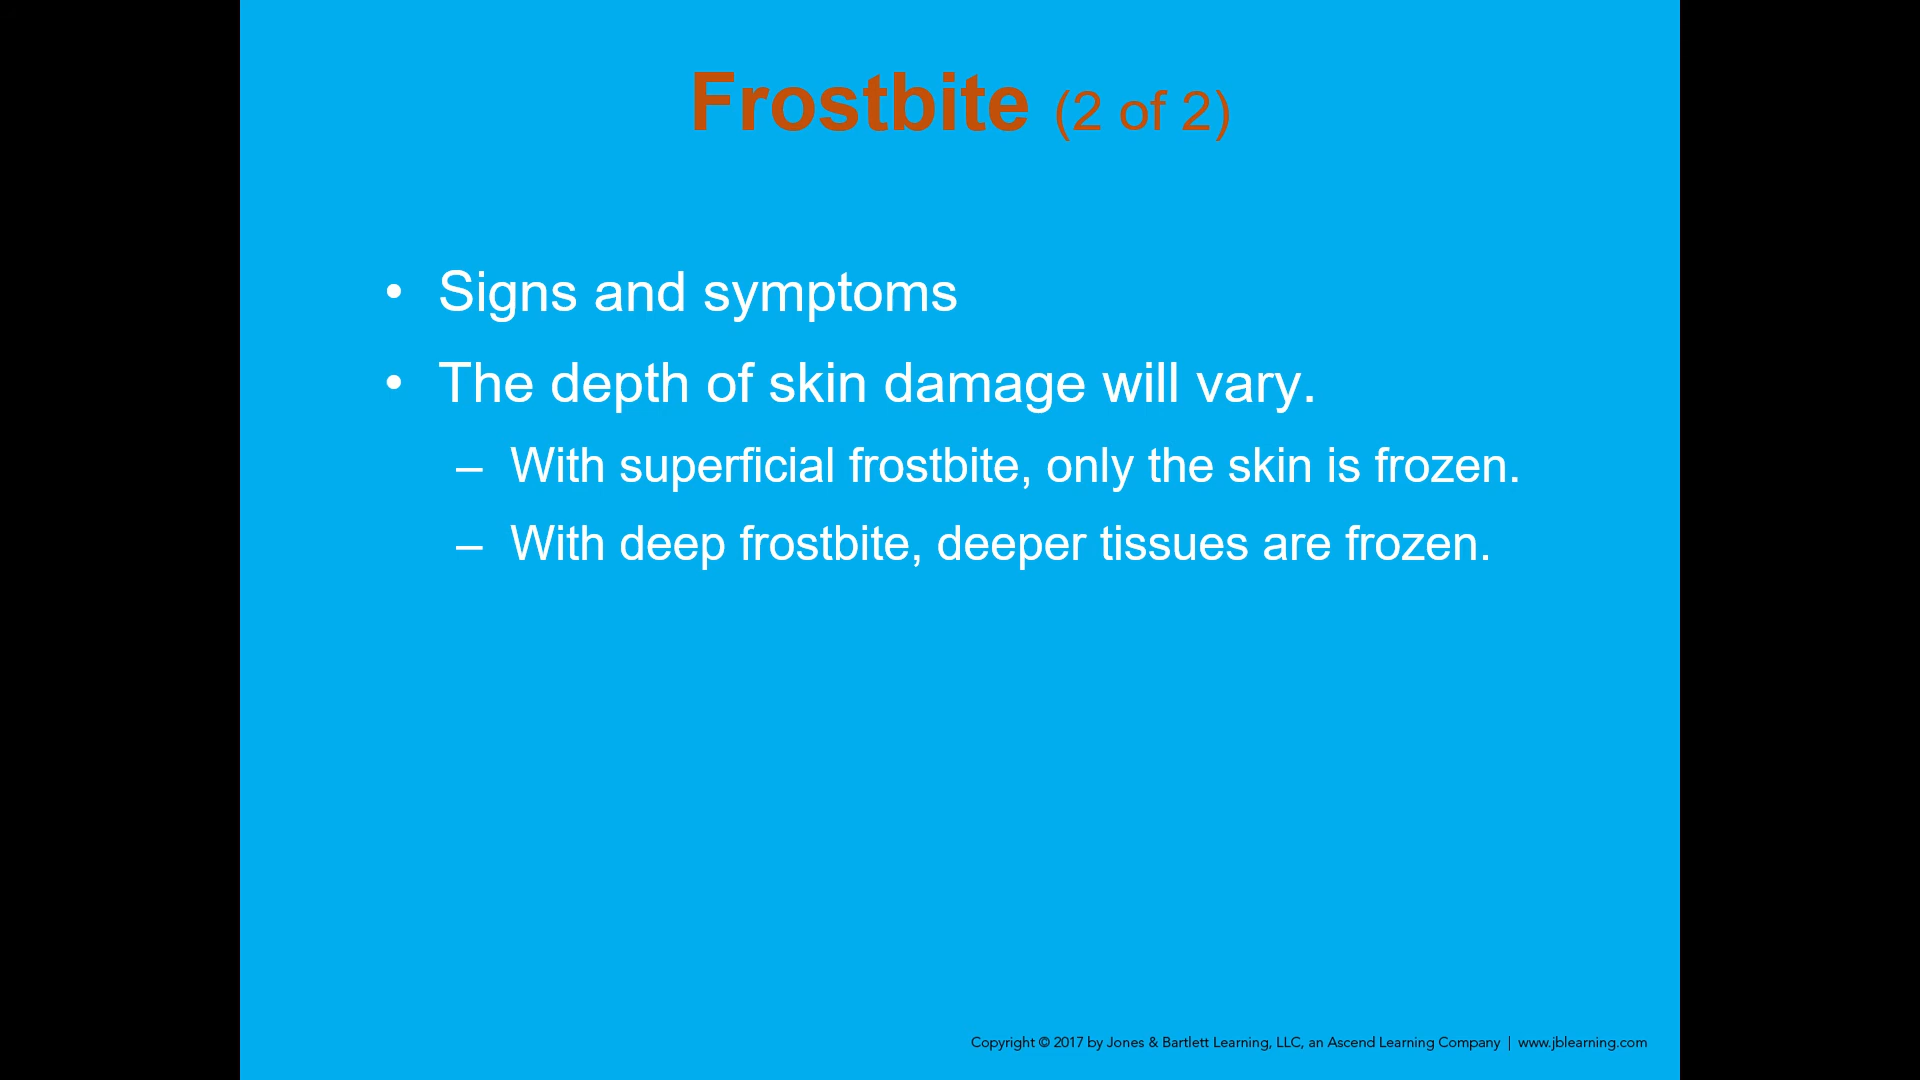 Frostbite (2 of 2)
• Signs and symptoms
• The depth of skin damage will vary.
– With superficial frostbite, only the skin is frozen.
– With deep frostbite, deeper tissues are frozen.
Copyright © 2017 by Jones & Bartlett Learning, LLC, an Ascend Learning Company | www.jblearning.com